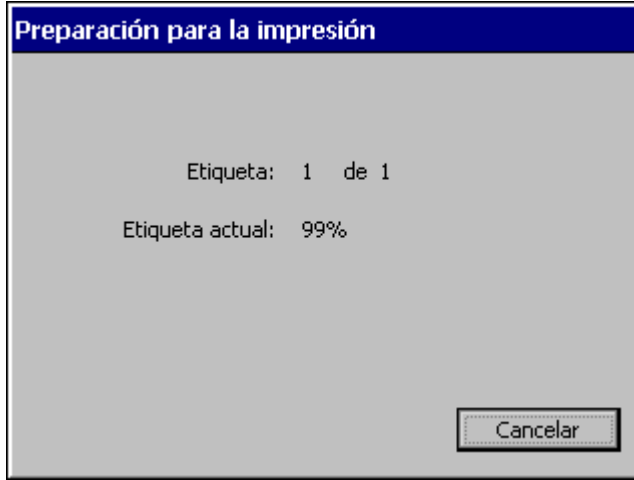 Preparación para la impresión
Etiqueta: 1 de 1
Etiqueta actual: 99%
Cancelar